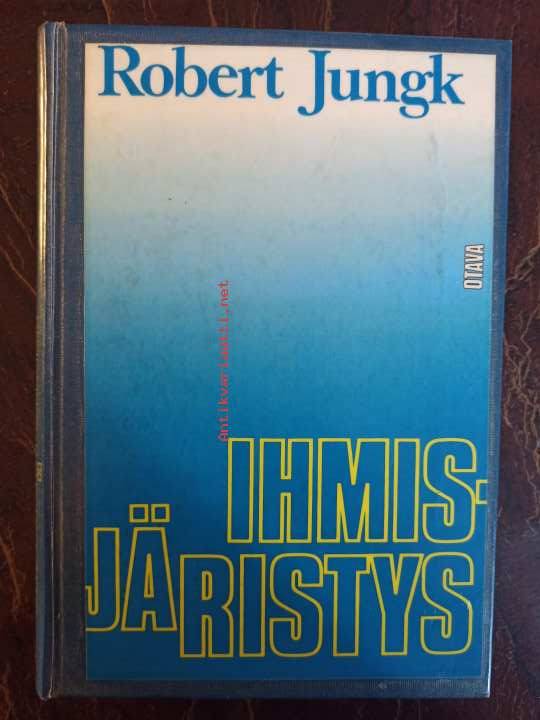 Robert Jungk
OTAVA
Antikvariaatti.net
IHMIS-
JÄRISTYS